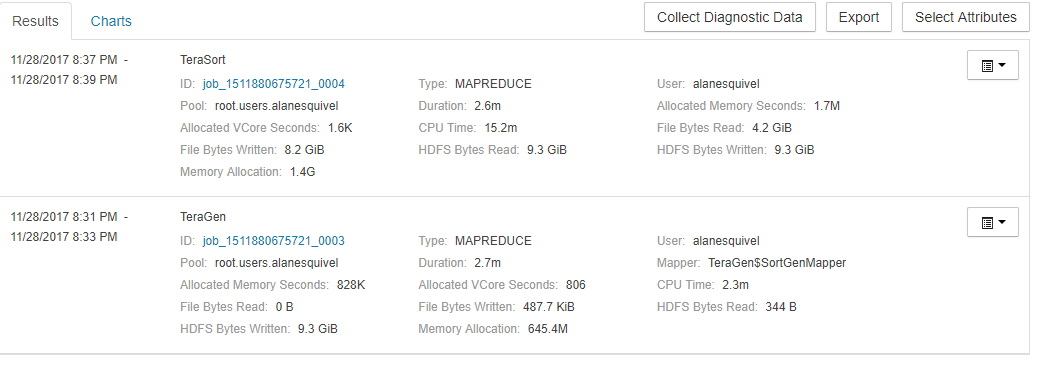 Results Charts Collect Diagnostic Data Export Select Attributes
11/28/2017 8:37 PM - TeraSort
11/28/2017 8:39 PM ID: job_1511880675721_0004 Type: MAPREDUCE User: alanesquivel
Pool: root.users.alanesquivel Duration: 2.6m Allocated Memory Seconds: 1.7M
Allocated VCore Seconds: 1.6K CPU Time: 15.2m File Bytes Read: 4.2 GiB
File Bytes Written: 8.2 GiB HDFS Bytes Read: 9.3 GiB HDFS Bytes Written: 9.3 GiB
Memory Allocation: 1.4G
11/28/2017 8:31 PM - TeraGen
11/28/2017 8:33 PM ID: job_1511880675721_0003 Type: MAPREDUCE User: alanesquivel
Pool: root.users.alanesquivel Duration: 2.7m Mapper: TeraGen$SortGenMapper
Allocated Memory Seconds: 828K Allocated VCore Seconds: 806 CPU Time: 2.3m
File Bytes Read: 0 B File Bytes Written: 487.7 KiB HDFS Bytes Read: 344 B
HDFS Bytes Written: 9.3 GiB Memory Allocation: 645.4M